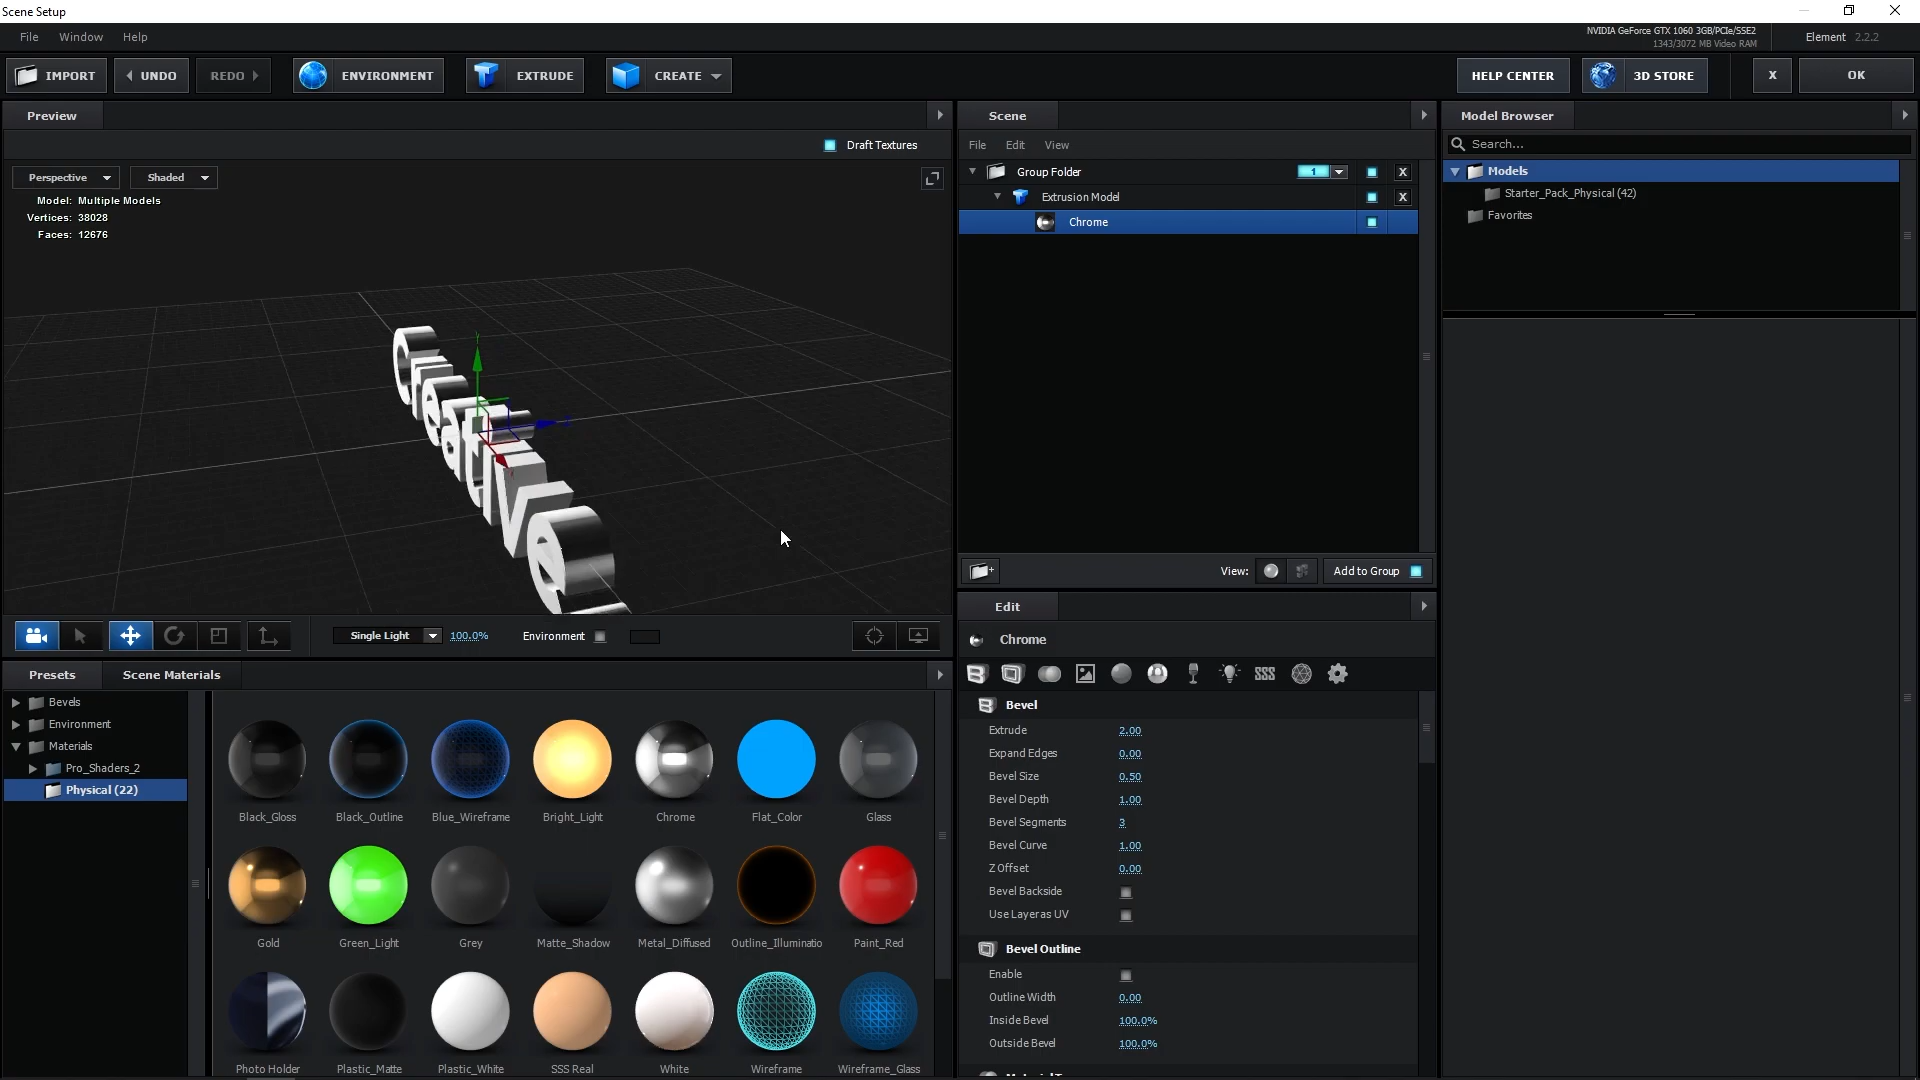 Scene Setup
File Window Help
NVIDIA GeForce GTX 1060 3GB/PCIe/SSE2
1343/3072 MB Video RAM
Element 2.2.2
IMPORT UNDO REDO ENVIRONMENT EXTRUDE CREATE HELP CENTER 3D STORE X OK
Preview
Draft Textures
Perspective Shaded
Model: Multiple Models
Vertices: 38028
Faces: 12676
Creative
Single Light 100.0% Environment
Scene
File Edit View
Group Folder 1 X
Extrusion Model X
Chrome
View: Add to Group
Model Browser
Search...
Models
Starter_Pack_Physical (42)
Favorites
Presets Scene Materials
Bevels
Environment
Materials
Pro_Shaders_2
Physical (22)
Black_Gloss Black_Outline Blue_Wireframe Bright_Light Chrome Flat_Color Glass
Gold Green_Light Grey Matte_Shadow Metal_Diffused Outline_Illuminatio Paint_Red
Photo Holder Plastic_Matte Plastic_White SSS Real White Wireframe Wireframe_Glass
Edit
Chrome
SSS
Bevel
Extrude 2.00
Expand Edges 0.00
Bevel Size 0.50
Bevel Depth 1.00
Bevel Segments 3
Bevel Curve 1.00
Z Offset 0.00
Bevel Backside
Use Layer as UV
Bevel Outline
Enable
Outline Width 0.00
Inside Bevel 100.0%
Outside Bevel 100.0%